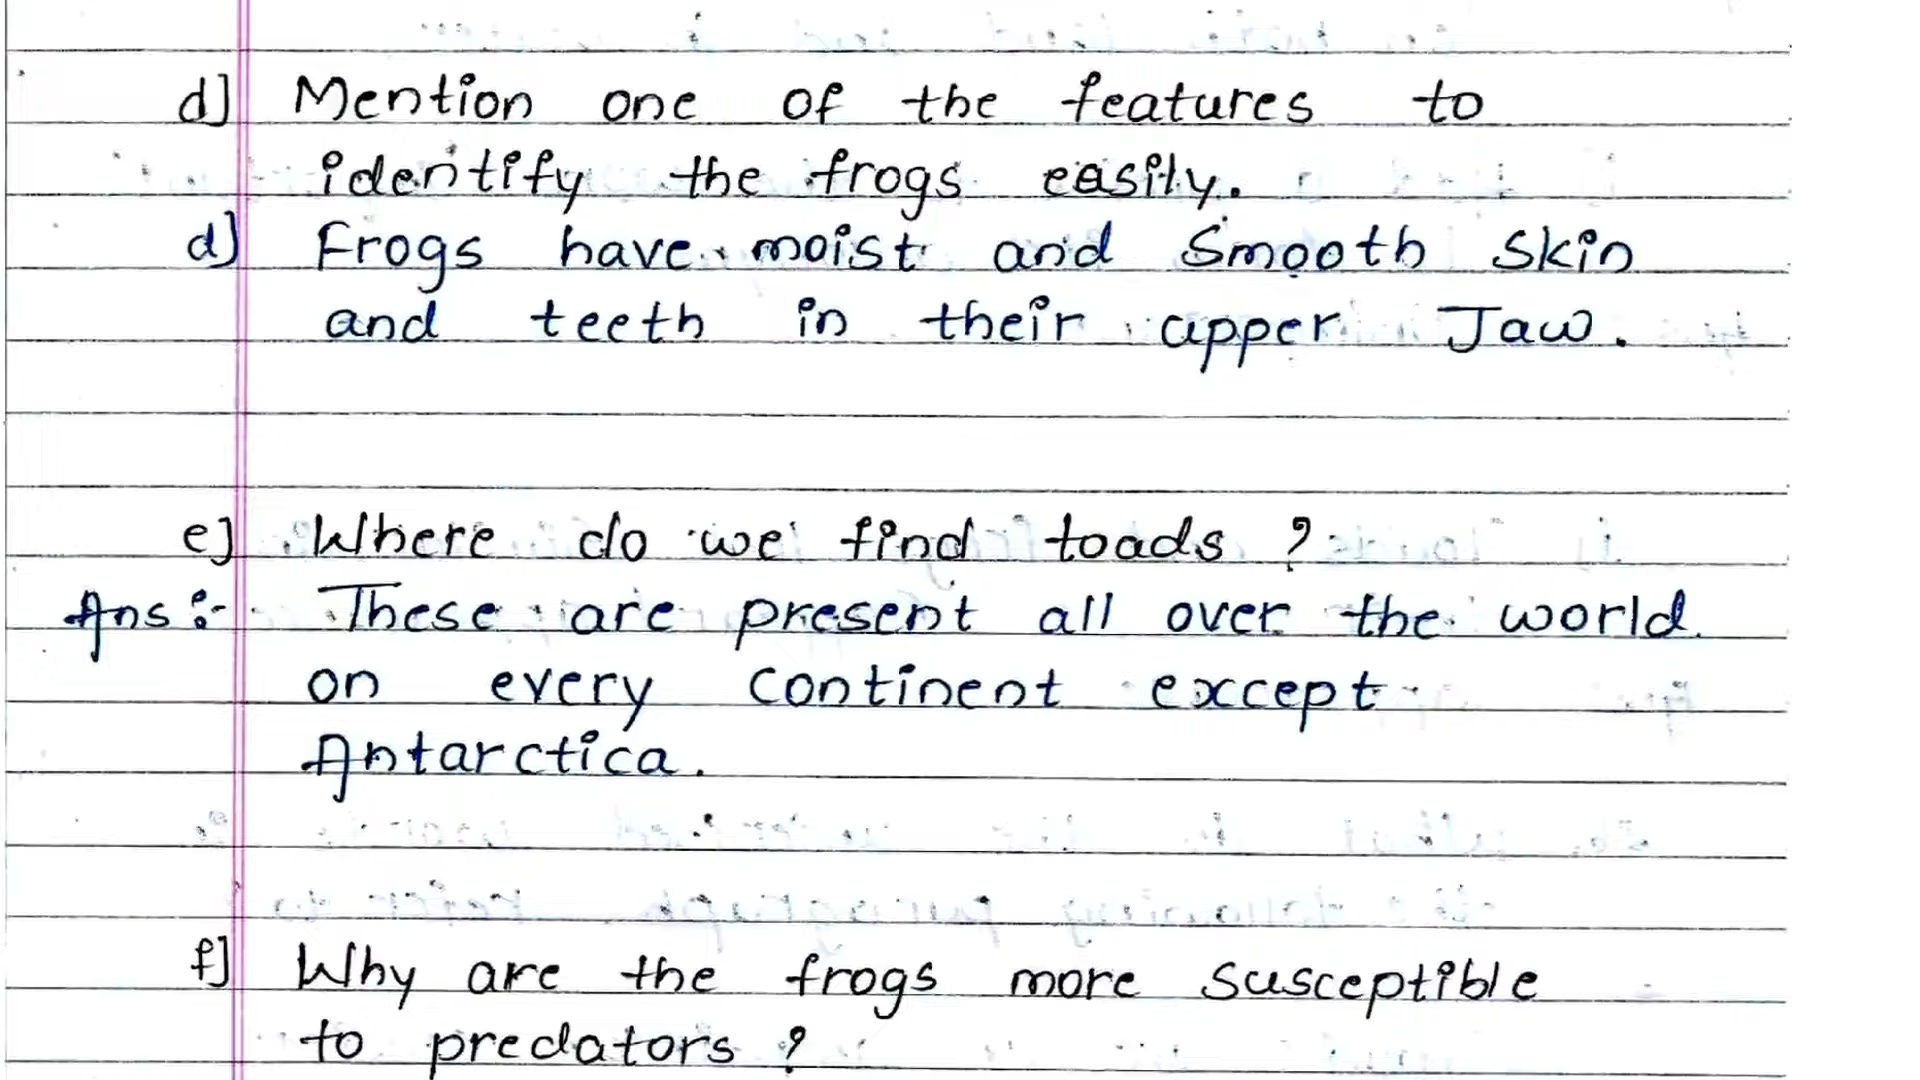 d] Mention one of the features to
identify the frogs easily.
d] Frogs have moist and Smooth skin
and teeth in their upper Jaw.
e] Where do we find toads ?
Ans :- These are present all over the world
on every continent except
Antarctica.
f] Why are the frogs more susceptible
to predators ?